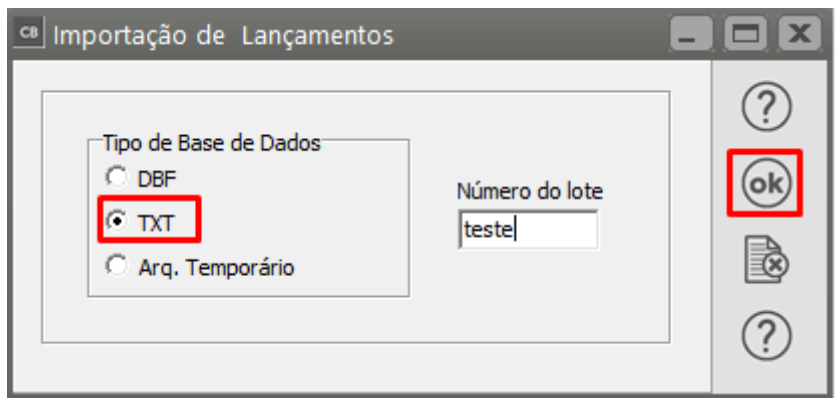 CB Importação de Lançamentos
Tipo de Base de Dados
DBF
TXT
Arq. Temporário
Número do lote
teste
?
ok
?